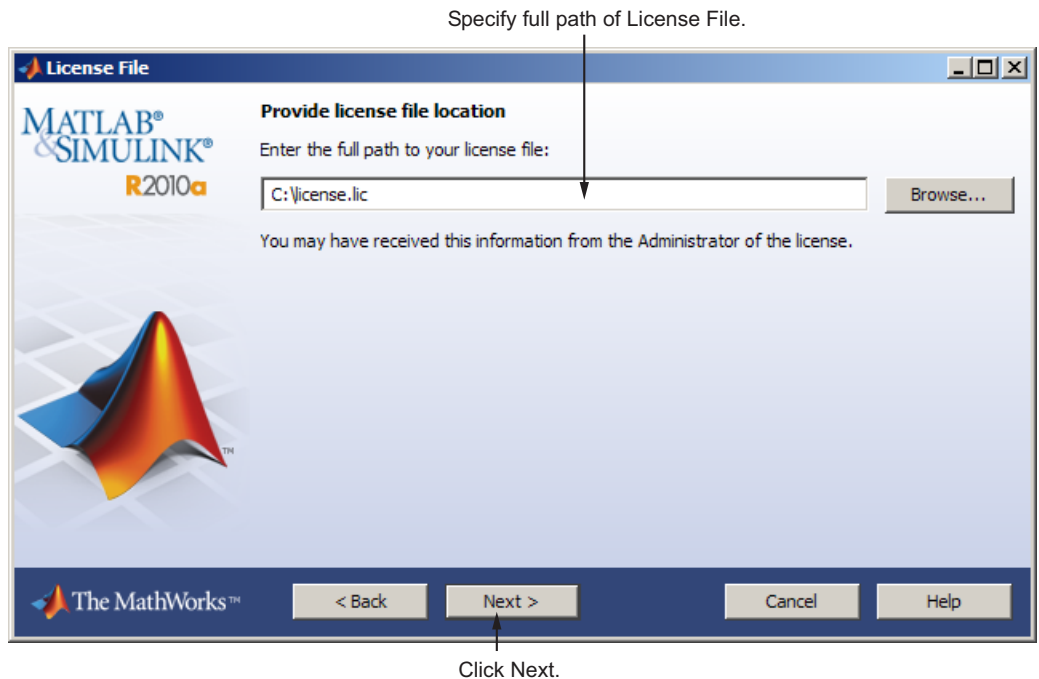 Specify full path of License File.
License File
MATLAB®
&SIMULINK®
R2010a
Provide license file location
Enter the full path to your license file:
C:\license.lic
Browse...
You may have received this information from the Administrator of the license.
TM
The MathWorks™
< Back
Next >
Cancel
Help
Click Next.